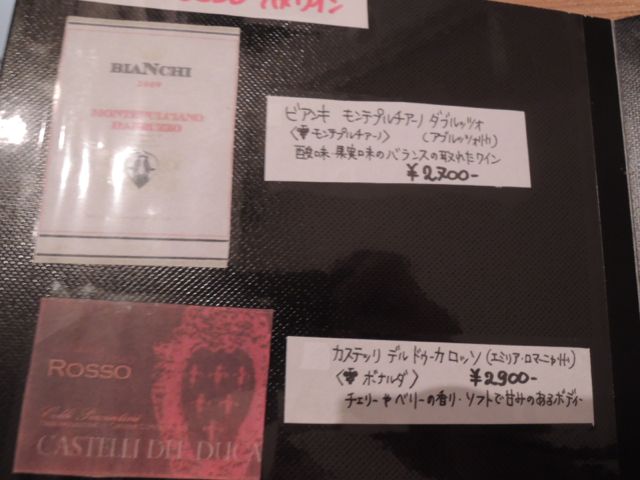 ワイン
BIANCHI
2009
MONTEPULCIANO
D'ABRUZZO
ビアンキ モンテプルチアーノ ダブルッツォ
〈モンテプルチアーノ〉 (アブルッツォ州)
酸味・果実味のバランスの取れたワイン
¥2700-
ROSSO
CASTELLI DEL DUCA
カステッリ デル ドゥーカ ロッソ (エミリア・ロマーニャ州)
〈ボナルダ〉 ¥2900-
チェリーやベリーの香り・ソフトで甘みのあるボディー